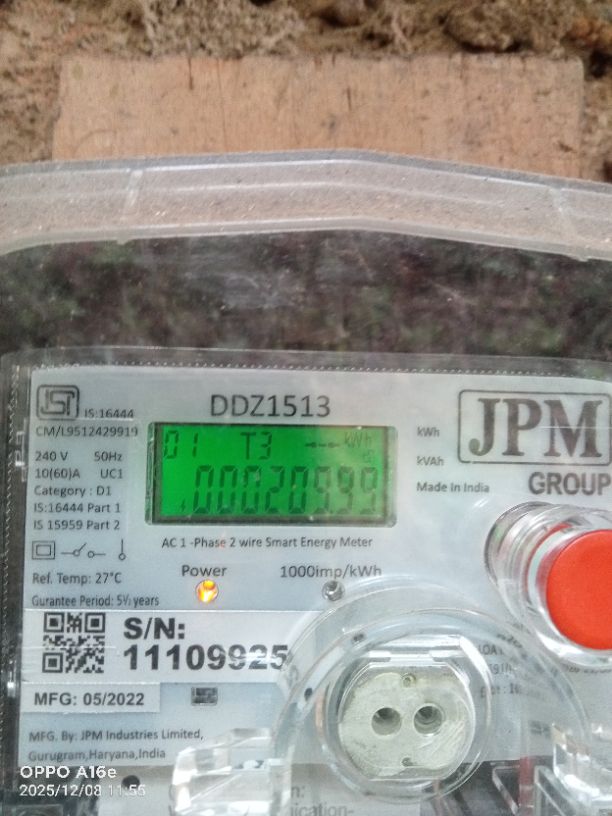 IS:16444
CM/L9512429919
DDZ1513
JPM
GROUP
240 V 50Hz
10(60)A UC1
Category : D1
IS:16444 Part 1
IS 15959 Part 2
01 T3 kWh
kWh
kVAh
Made In India
AC 1 -Phase 2 wire Smart Energy Meter
Ref. Temp: 27°C
Power
1000imp/kWh
Gurantee Period: 5½ years
S/N:
11109925
MFG: 05/2022
MFG. By: JPM Industries Limited,
Gurugram,Haryana,India
OPPO A16e
2025/12/08 11:56